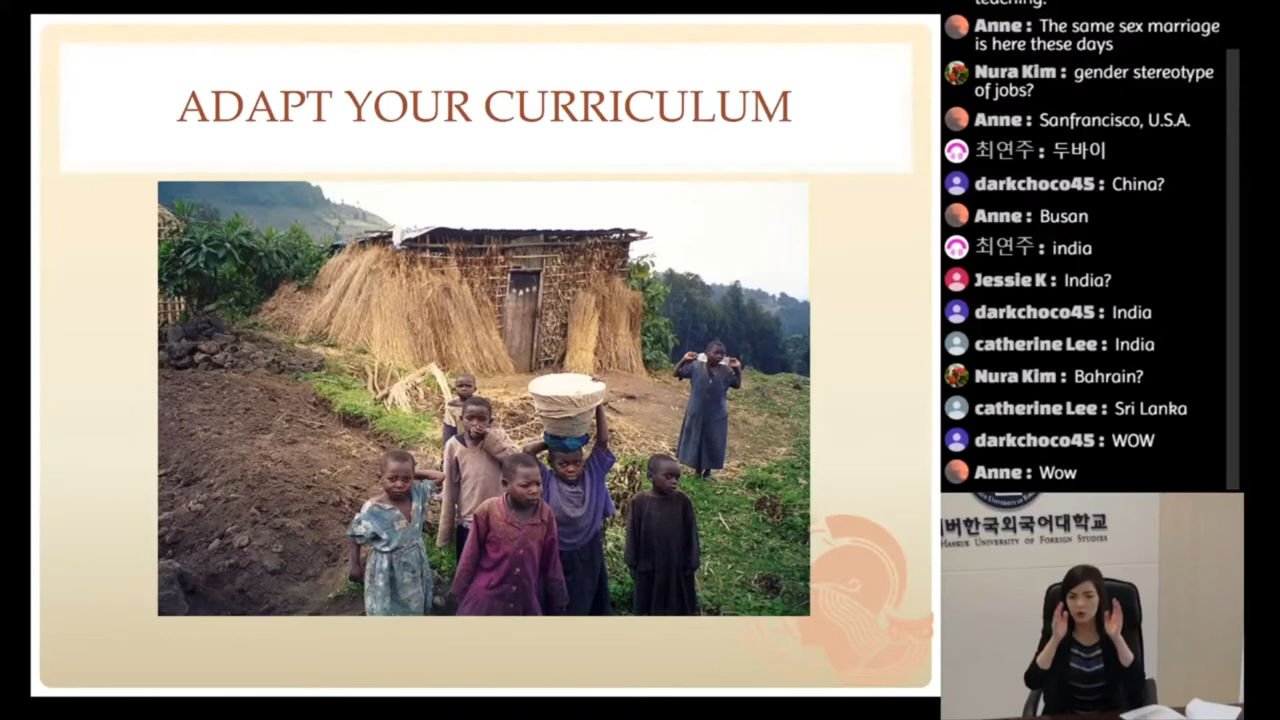 ADAPT YOUR CURRICULUM
teaching.
Anne : The same sex marriage
is here these days
Nura Kim : gender stereotype
of jobs?
Anne : Sanfrancisco, U.S.A.
최연주 : 두바이
darkchoco45 : China?
Anne : Busan
최연주 : india
Jessie K : India?
darkchoco45 : India
catherine Lee : India
Nura Kim : Bahrain?
catherine Lee : Sri Lanka
darkchoco45 : WOW
Anne : Wow
버한국외국어대학교
HANKUK UNIVERSITY OF FOREIGN STUDIES